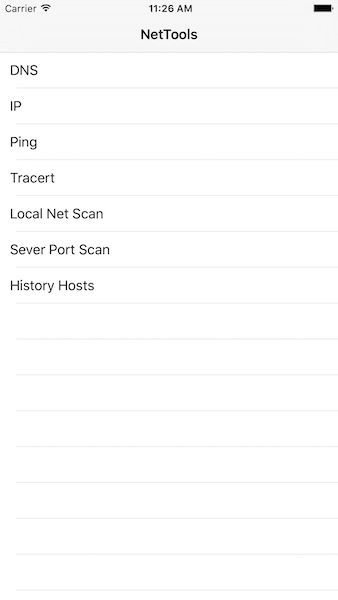 Carrier 11:26 AM
NetTools
DNS
IP
Ping
Tracert
Local Net Scan
Sever Port Scan
History Hosts